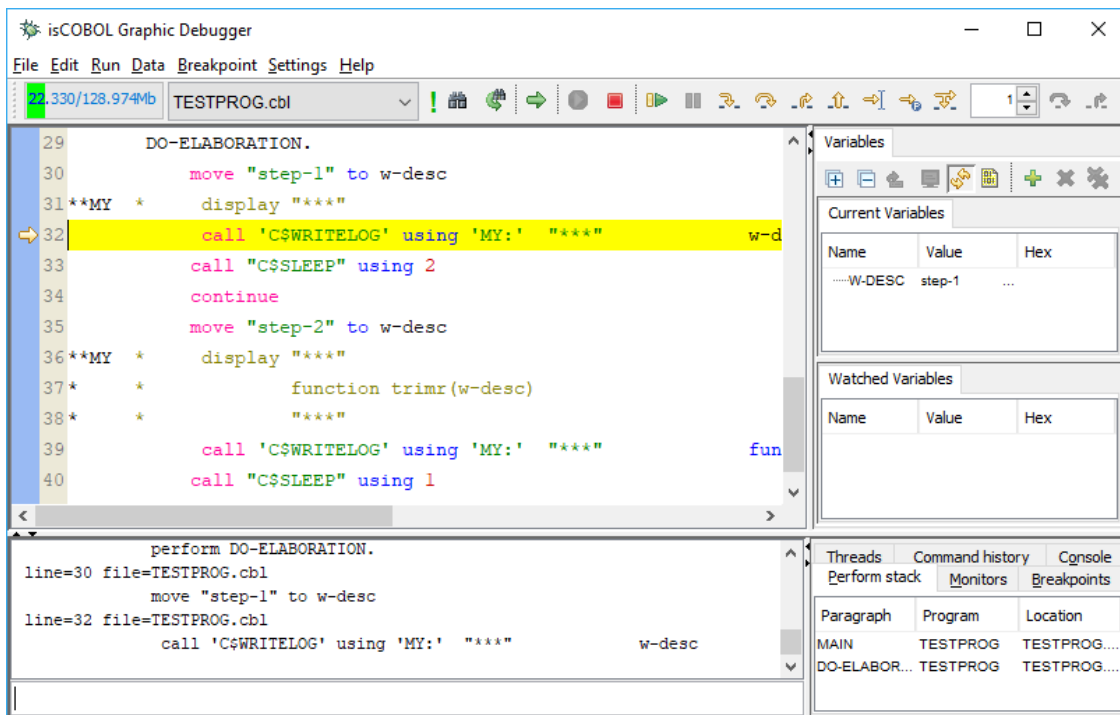 isCOBOL Graphic Debugger
File Edit Run Data Breakpoint Settings Help
22.330/128.974Mb TESTPROG.cbl 1
29 DO-ELABORATION.
30 move "step-1" to w-desc
31 **MY * display "***"
32 call 'C$WRITELOG' using 'MY:' "***" w-d
33 call "C$SLEEP" using 2
34 continue
35 move "step-2" to w-desc
36 **MY * display "***"
37 * * function trimr(w-desc)
38 * * "***"
39 call 'C$WRITELOG' using 'MY:' "***" fun
40 call "C$SLEEP" using 1
Variables
Current Variables
Name Value Hex
W-DESC step-1 ...
Watched Variables
Name Value Hex
perform DO-ELABORATION.
line=30 file=TESTPROG.cbl
move "step-1" to w-desc
line=32 file=TESTPROG.cbl
call 'C$WRITELOG' using 'MY:' "***" w-desc
Threads Command history Console
Perform stack Monitors Breakpoints
Paragraph Program Location
MAIN TESTPROG TESTPROG....
DO-ELABOR... TESTPROG TESTPROG....